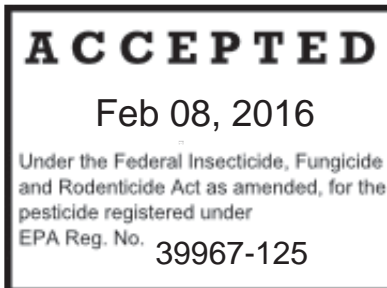 ACCEPTED
Feb 08, 2016
Under the Federal Insecticide, Fungicide
and Rodenticide Act as amended, for the
pesticide registered under
EPA Reg. No. 39967-125